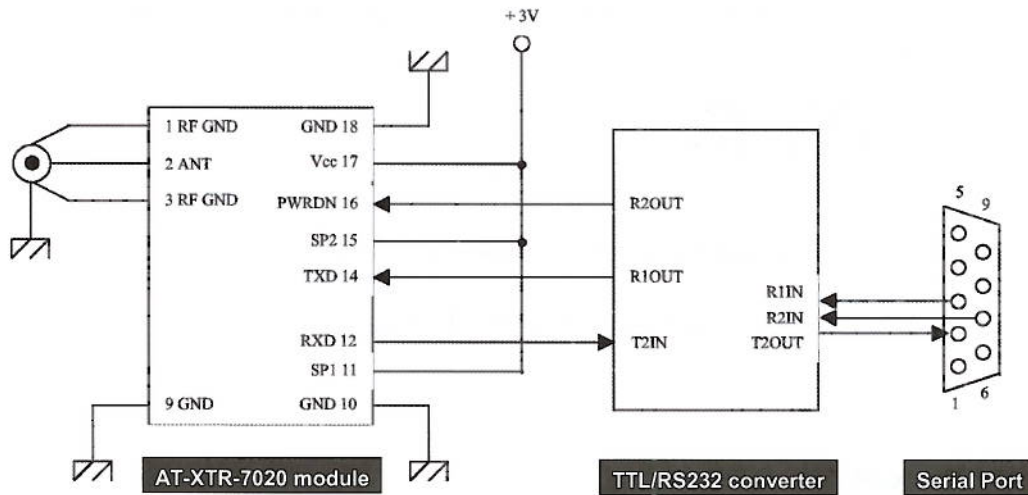 +3V
1 RF GND
GND 18
2 ANT
Vcc 17
3 RF GND
PWRDN 16
SP2 15
TXD 14
RXD 12
SP1 11
9 GND
GND 10
R2OUT
R1OUT
T2IN
R1IN
R2IN
T2OUT
5
9
1
6
AT-XTR-7020 module
TTL/RS232 converter
Serial Port